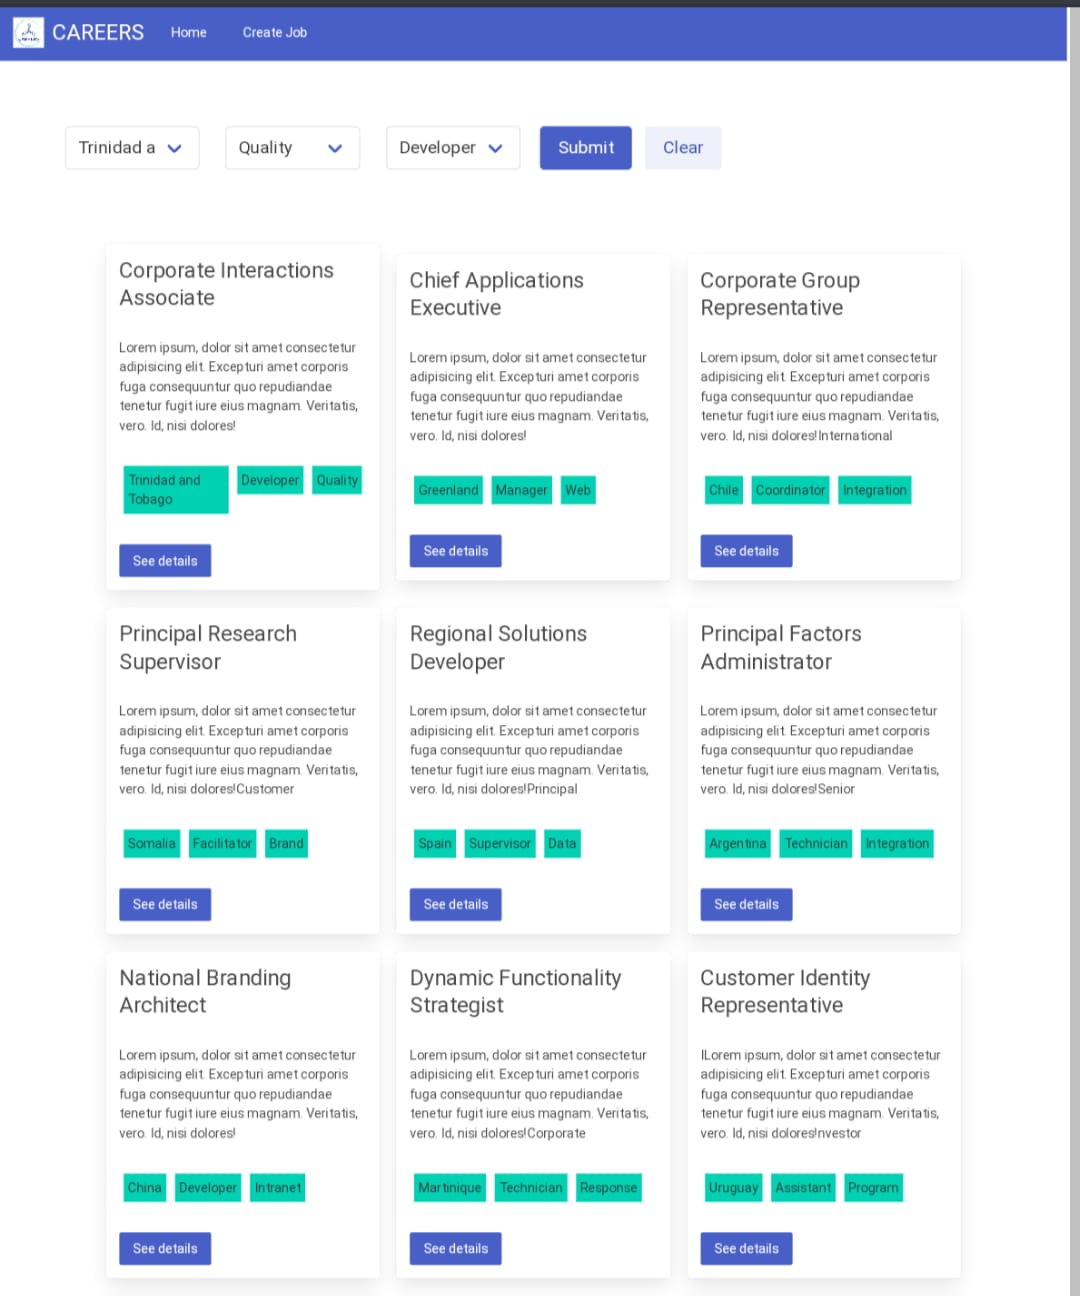 CAREERS
Home
Create Job
Trinidad a
Quality
Developer
Submit
Clear
Corporate Interactions
Associate
Lorem ipsum, dolor sit amet consectetur
adipisicing elit. Excepturi amet corporis
fuga consequuntur quo repudiandae
tenetur fugit iure eius magnam. Veritatis,
vero. Id, nisi dolores!
Trinidad and
Tobago
Developer
Quality
See details
Chief Applications
Executive
Lorem ipsum, dolor sit amet consectetur
adipisicing elit. Excepturi amet corporis
fuga consequuntur quo repudiandae
tenetur fugit iure eius magnam. Veritatis,
vero. Id, nisi dolores!
Greenland
Manager
Web
See details
Corporate Group
Representative
Lorem ipsum, dolor sit amet consectetur
adipisicing elit. Excepturi amet corporis
fuga consequuntur quo repudiandae
tenetur fugit iure eius magnam. Veritatis,
vero. Id, nisi dolores!International
Chile
Coordinator
Integration
See details
Principal Research
Supervisor
Lorem ipsum, dolor sit amet consectetur
adipisicing elit. Excepturi amet corporis
fuga consequuntur quo repudiandae
tenetur fugit iure eius magnam. Veritatis,
vero. Id, nisi dolores!Customer
Somalia
Facilitator
Brand
See details
Regional Solutions
Developer
Lorem ipsum, dolor sit amet consectetur
adipisicing elit. Excepturi amet corporis
fuga consequuntur quo repudiandae
tenetur fugit iure eius magnam. Veritatis,
vero. Id, nisi dolores!Principal
Spain
Supervisor
Data
See details
Principal Factors
Administrator
Lorem ipsum, dolor sit amet consectetur
adipisicing elit. Excepturi amet corporis
fuga consequuntur quo repudiandae
tenetur fugit iure eius magnam. Veritatis,
vero. Id, nisi dolores!Senior
Argentina
Technician
Integration
See details
National Branding
Architect
Lorem ipsum, dolor sit amet consectetur
adipisicing elit. Excepturi amet corporis
fuga consequuntur quo repudiandae
tenetur fugit iure eius magnam. Veritatis,
vero. Id, nisi dolores!
China
Developer
Intranet
See details
Dynamic Functionality
Strategist
Lorem ipsum, dolor sit amet consectetur
adipisicing elit. Excepturi amet corporis
fuga consequuntur quo repudiandae
tenetur fugit iure eius magnam. Veritatis,
vero. Id, nisi dolores!Corporate
Martinique
Technician
Response
See details
Customer Identity
Representative
ILorem ipsum, dolor sit amet consectetur
adipisicing elit. Excepturi amet corporis
fuga consequuntur quo repudiandae
tenetur fugit iure eius magnam. Veritatis,
vero. Id, nisi dolores!nvestor
Uruguay
Assistant
Program
See details